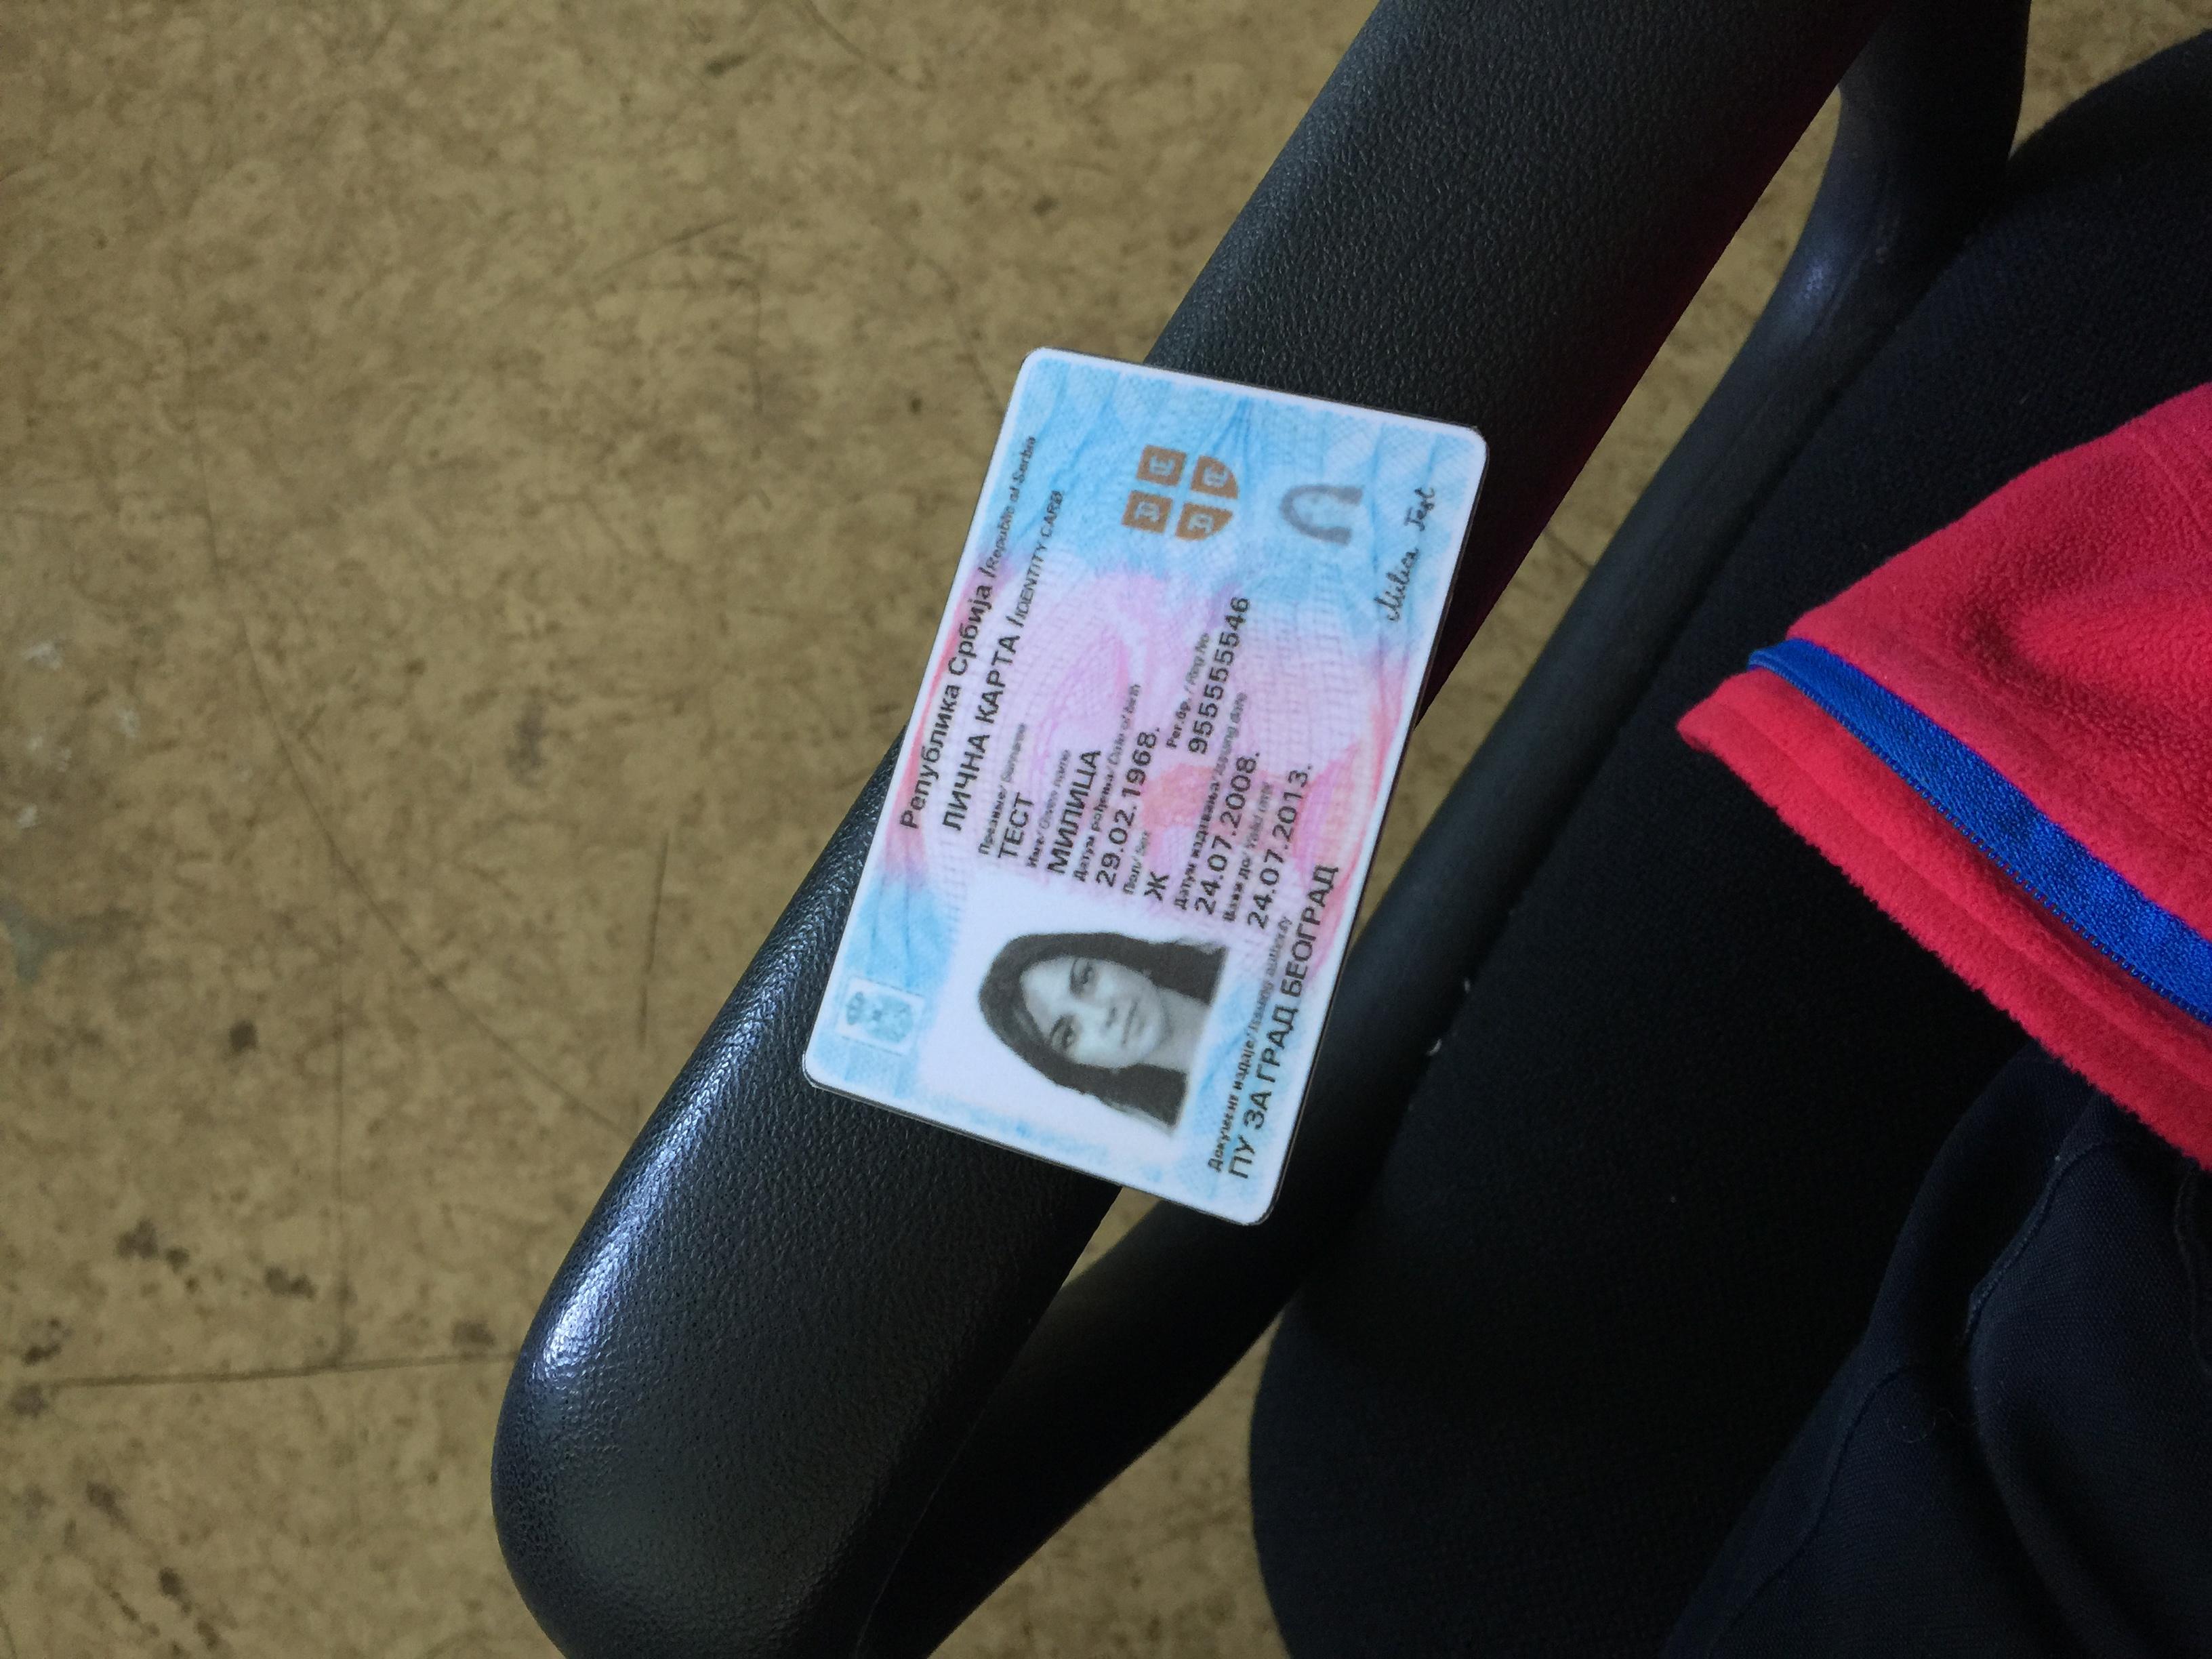 Република Србија / Republic of Serbia
ЛИЧНА КАРТА / IDENTITY CARD
Презиме/ Surname
ТЕСТ
Име/ Given name
МИЛИЦА
Датум рођења/ Date of birth
29.02.1968.
Пол/ Sex
Ж
Рег.бр. / Reg No
955555546
Датум издавања/ Issuing date
24.07.2008.
Важи до/ Valid until
24.07.2013.
Документ издаје/ Issuing authority
ПУ ЗА ГРАД БЕОГРАД
Milica Test